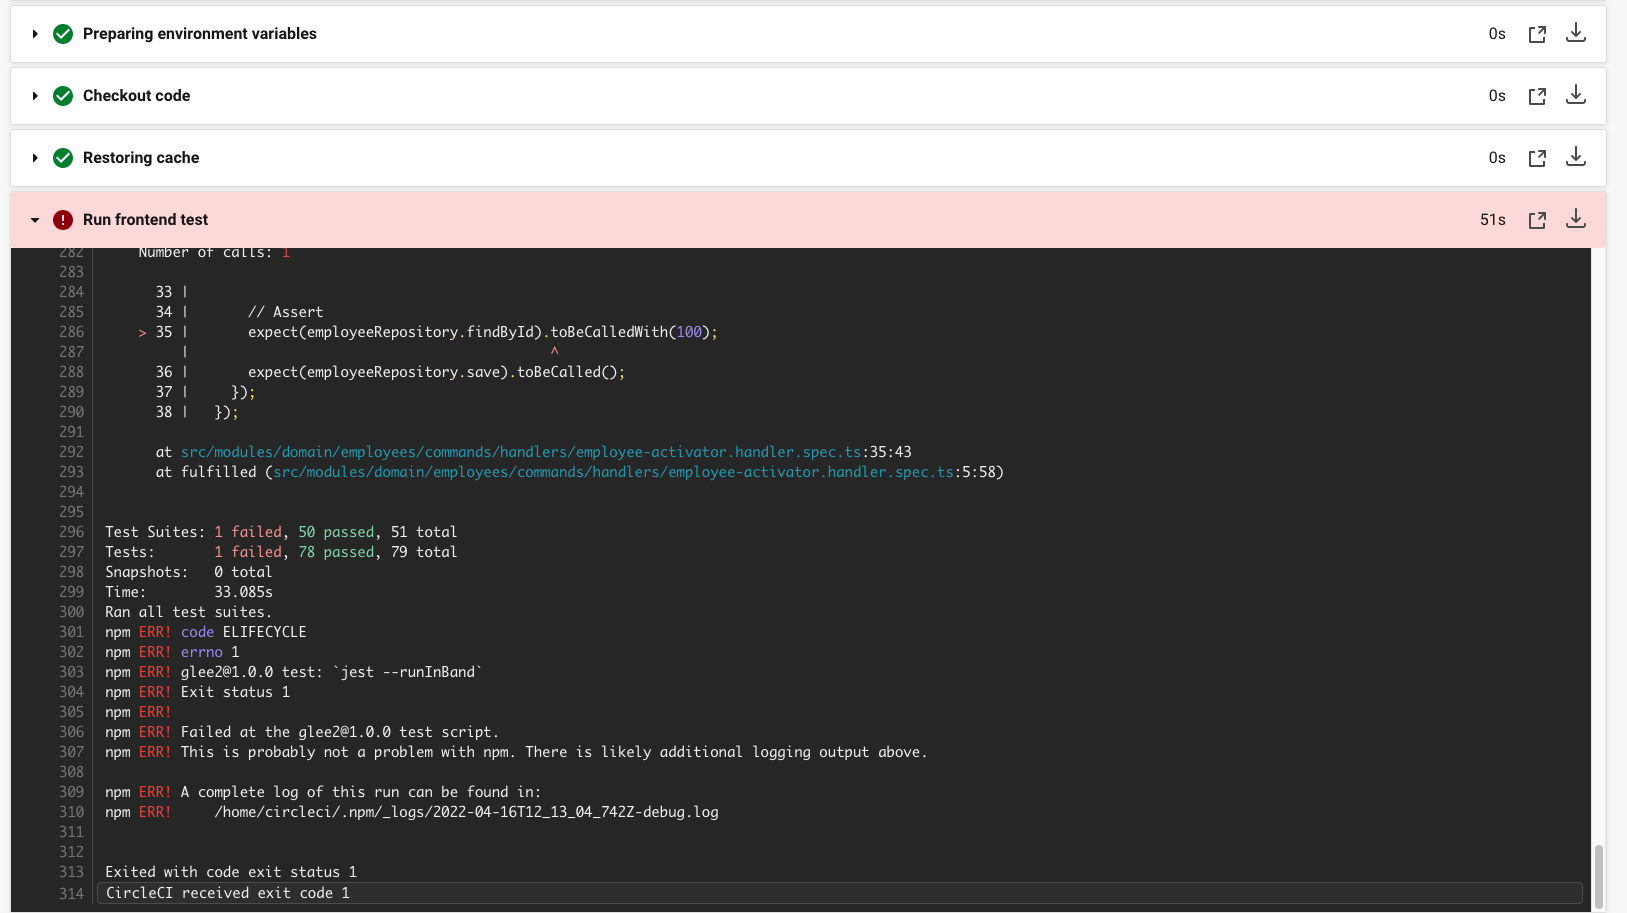 Preparing environment variables 0s
Checkout code 0s
Restoring cache 0s
! Run frontend test 51s
282 Number of calls: 1
283
284 33 |
285 34 | // Assert
286 > 35 | expect(employeeRepository.findById).toBeCalledWith(100);
287 | ^
288 36 | expect(employeeRepository.save).toBeCalled();
289 37 | });
290 38 | });
291
292 at src/modules/domain/employees/commands/handlers/employee-activator.handler.spec.ts:35:43
293 at fulfilled (src/modules/domain/employees/commands/handlers/employee-activator.handler.spec.ts:5:58)
294
295
296 Test Suites: 1 failed, 50 passed, 51 total
297 Tests: 1 failed, 78 passed, 79 total
298 Snapshots: 0 total
299 Time: 33.085s
300 Ran all test suites.
301 npm ERR! code ELIFECYCLE
302 npm ERR! errno 1
303 npm ERR! glee2@1.0.0 test: `jest --runInBand`
304 npm ERR! Exit status 1
305 npm ERR!
306 npm ERR! Failed at the glee2@1.0.0 test script.
307 npm ERR! This is probably not a problem with npm. There is likely additional logging output above.
308
309 npm ERR! A complete log of this run can be found in:
310 npm ERR! /home/circleci/.npm/_logs/2022-04-16T12_13_04_742Z-debug.log
311
312
313 Exited with code exit status 1
314 CircleCI received exit code 1